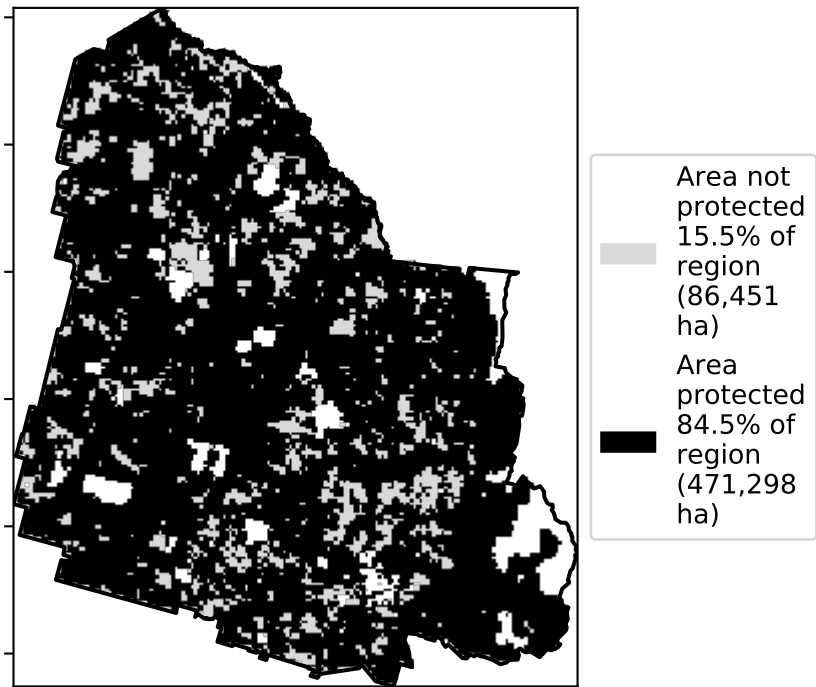 Area not
protected
15.5% of
region
(86,451
ha)
Area
protected
84.5% of
region
(471,298
ha)